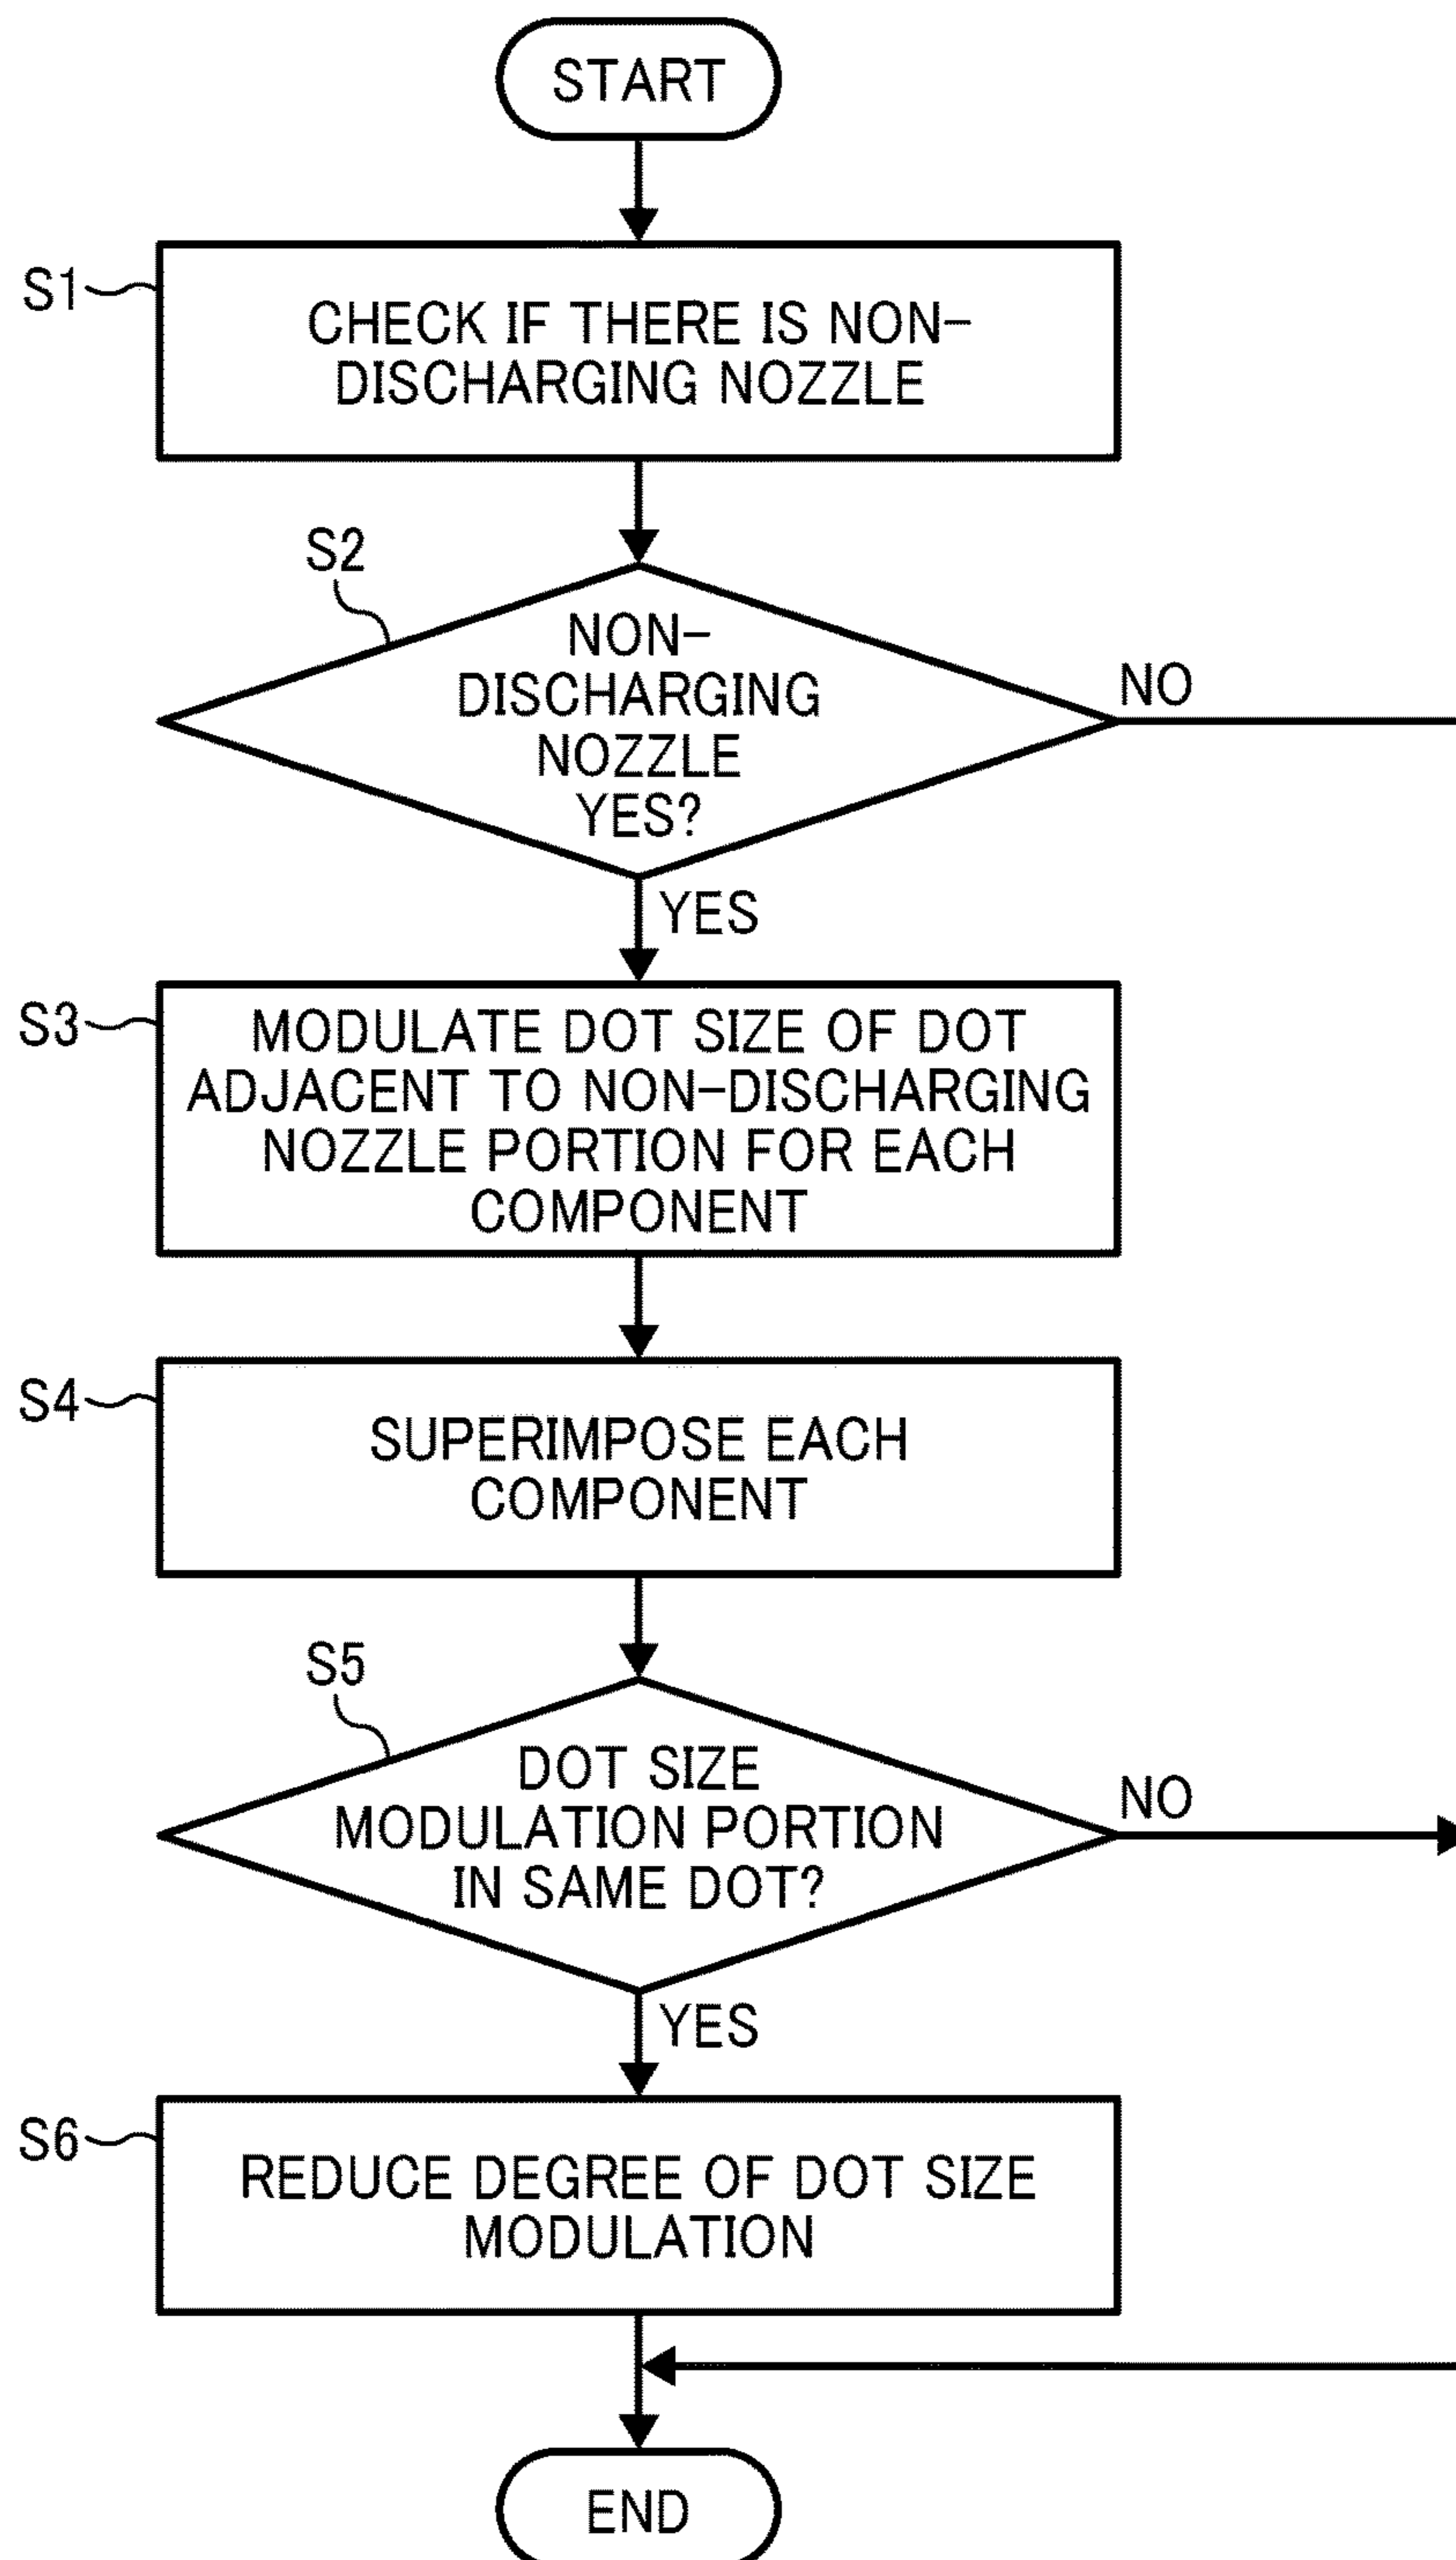 START
S1
CHECK IF THERE IS NON-
DISCHARGING NOZZLE
S2
NON-
DISCHARGING
NOZZLE
YES?
NO
YES
S3
MODULATE DOT SIZE OF DOT
ADJACENT TO NON-DISCHARGING
NOZZLE PORTION FOR EACH
COMPONENT
S4
SUPERIMPOSE EACH
COMPONENT
S5
DOT SIZE
MODULATION PORTION
IN SAME DOT?
NO
YES
S6
REDUCE DEGREE OF DOT SIZE
MODULATION
END